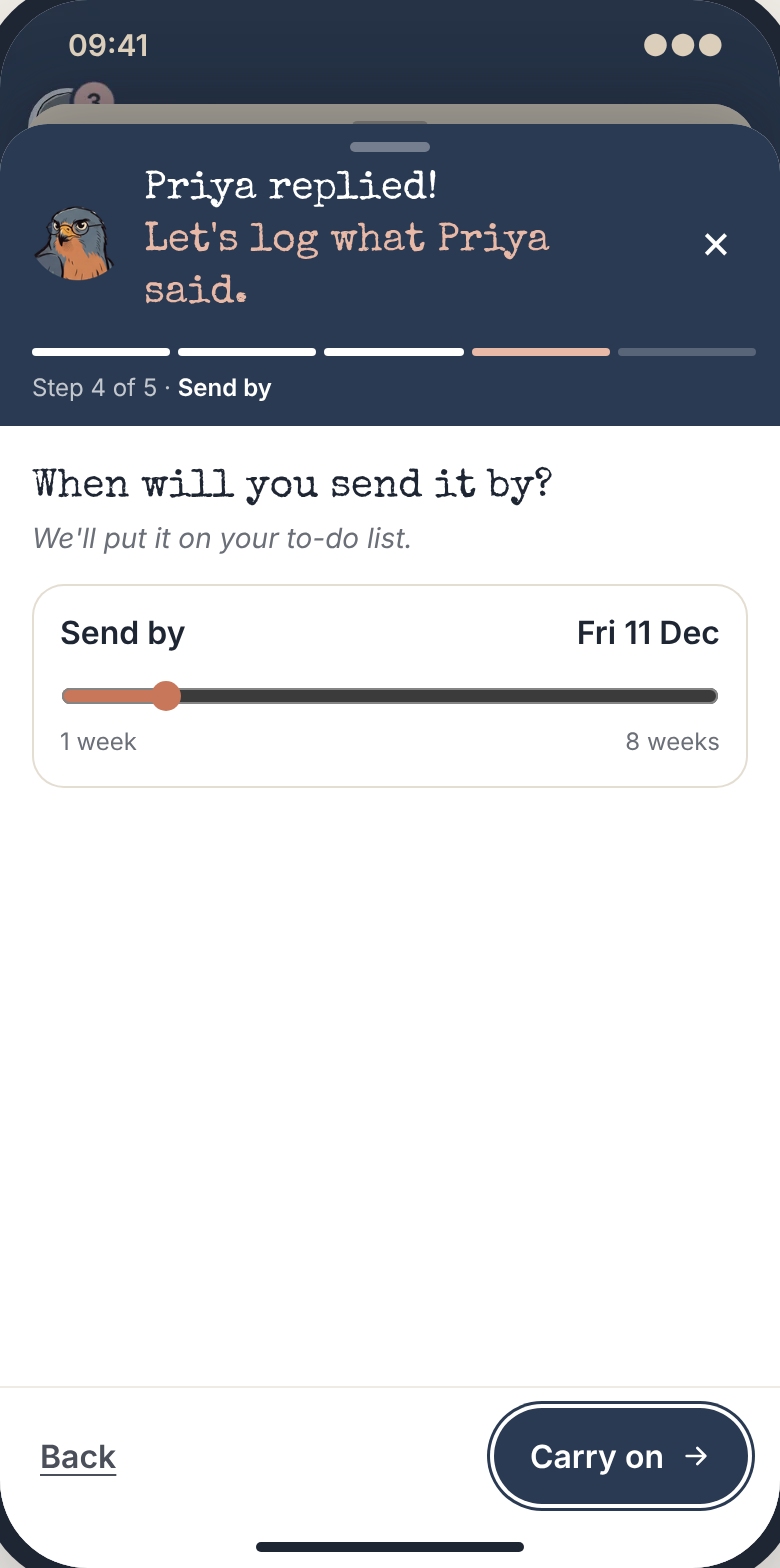 09:41
3
Priya replied!
Let's log what Priya
said.
Step 4 of 5 · Send by
When will you send it by?
We'll put it on your to-do list.
Send by
Fri 11 Dec
1 week
8 weeks
Back
Carry on →